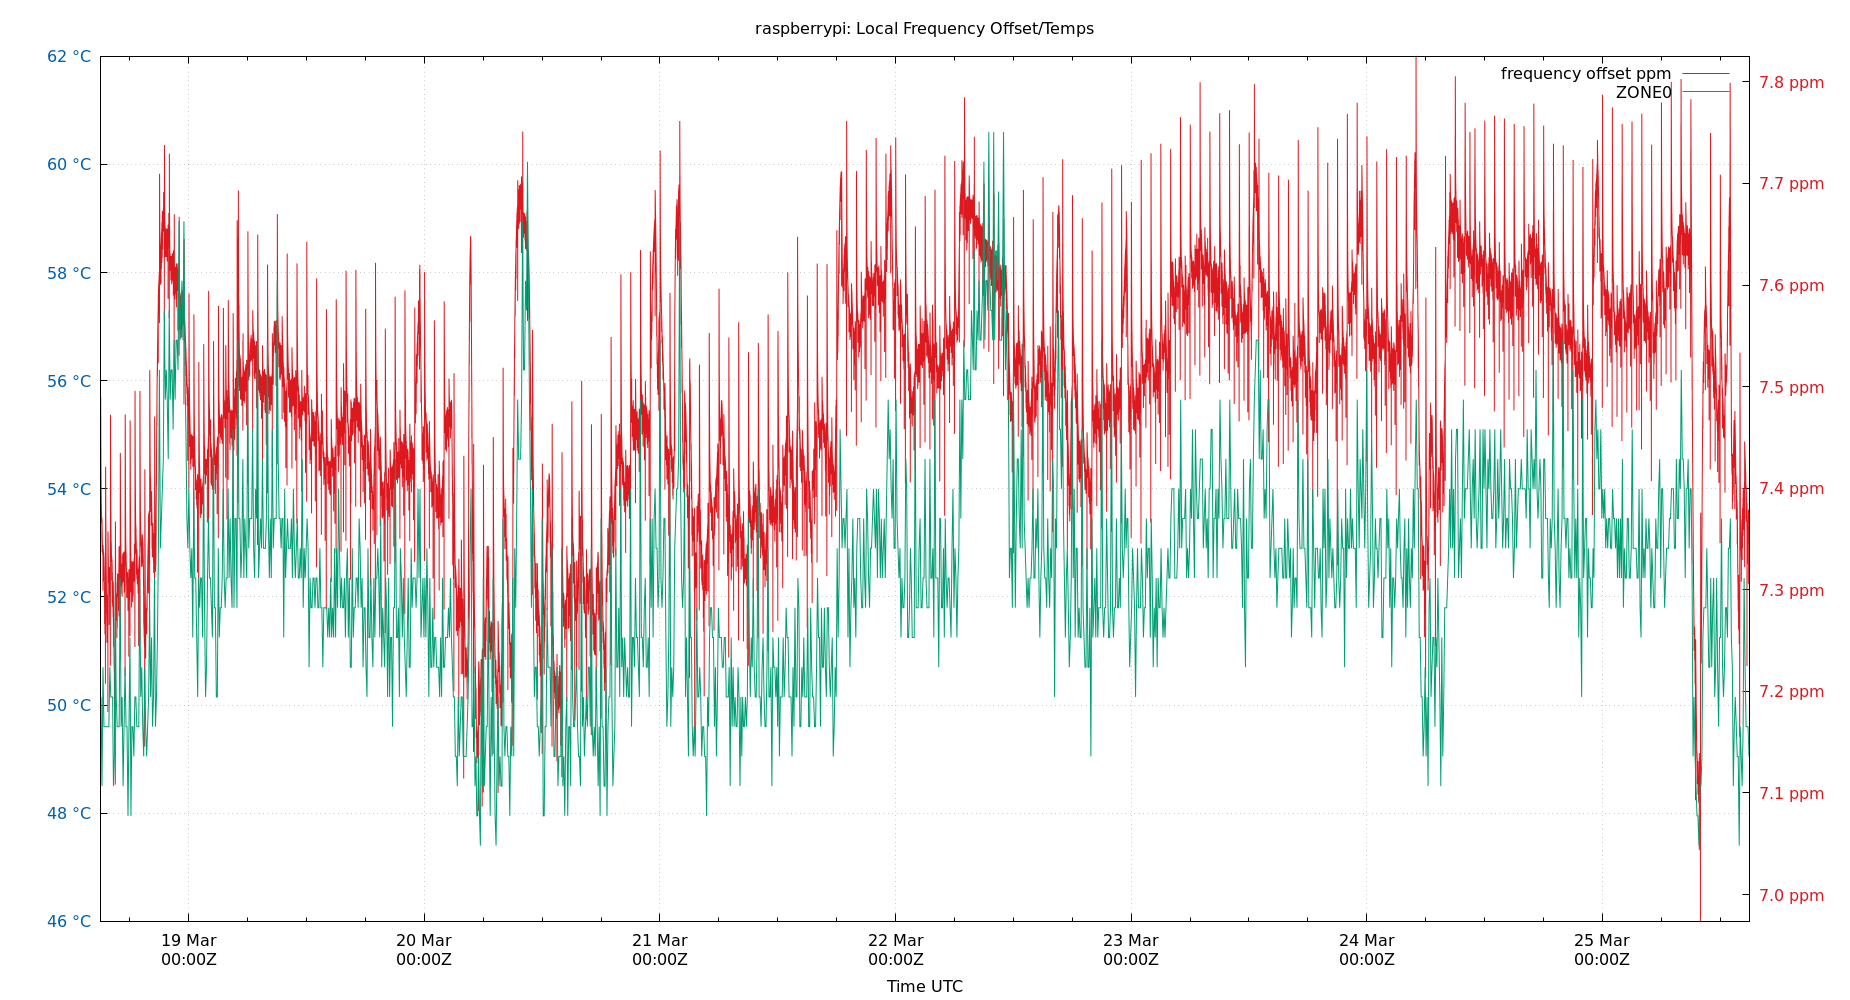 raspberrypi: Local Frequency Offset/Temps
62 °C
60 °C
58 °C
56 °C
54 °C
52 °C
50 °C
48 °C
46 °C
frequency offset ppm
ZONE0
7.8 ppm
7.7 ppm
7.6 ppm
7.5 ppm
7.4 ppm
7.3 ppm
7.2 ppm
7.1 ppm
7.0 ppm
19 Mar 20 Mar 21 Mar 22 Mar 23 Mar 24 Mar 25 Mar
00:00Z 00:00Z 00:00Z 00:00Z 00:00Z 00:00Z 00:00Z
Time UTC